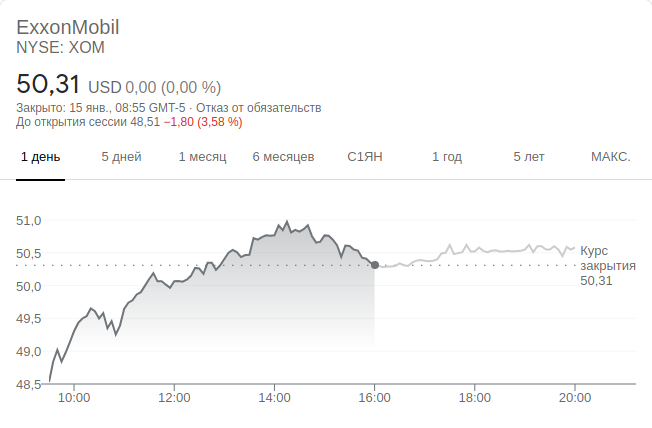 ExxonMobil
NYSE: XOM
50,31 USD 0,00 (0,00 %)
Закрыто: 15 янв., 08:55 GMT-5 · Отказ от обязательств
До открытия сессии 48,51 −1,80 (3,58 %)
1 день 5 дней 1 месяц 6 месяцев С1ЯН 1 год 5 лет МАКС.
51,0
50,5
50,0
49,5
49,0
48,5
Курс
закрытия
50,31
10:00 12:00 14:00 16:00 18:00 20:00